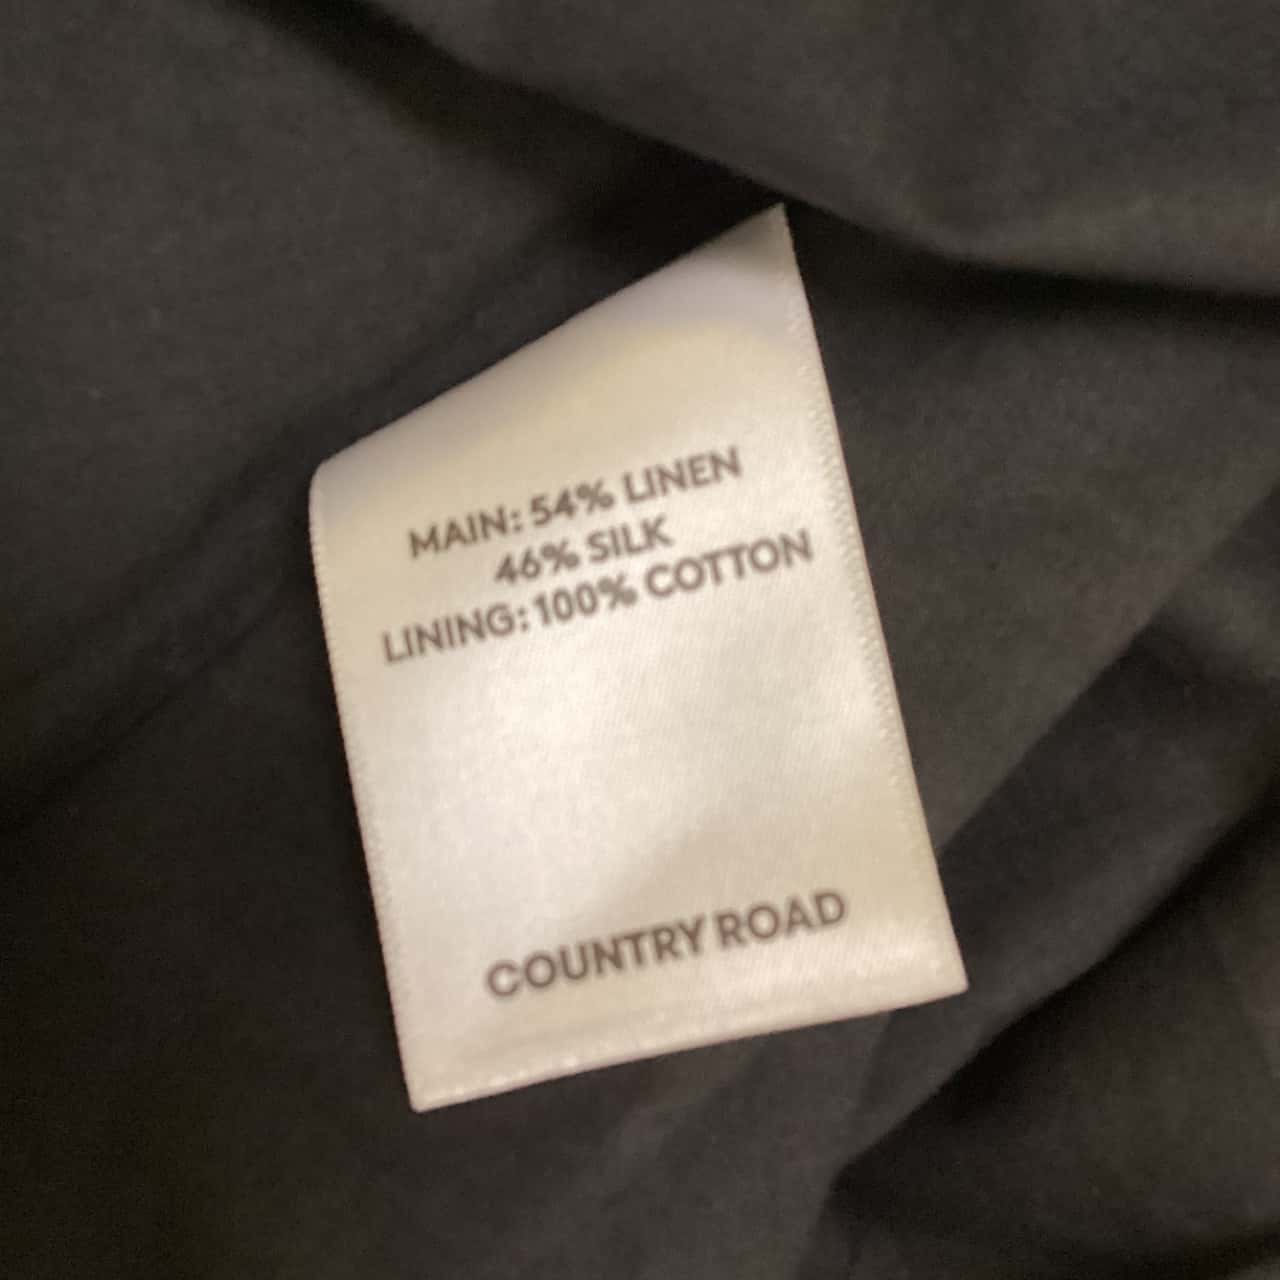 MAIN: 54% LINEN
46% SILK
LINING: 100% COTTON
COUNTRY ROAD